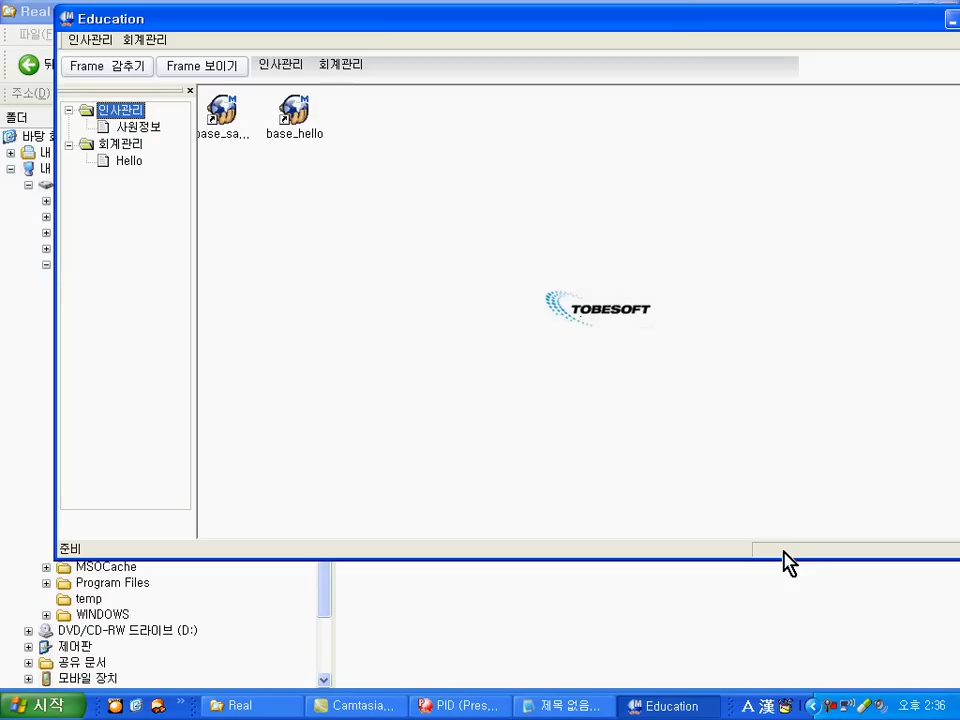 Real
Education
파일(F
인사관리 회계관리
뒤
Frame 감추기 Frame 보이기 인사관리 회계관리
주소(D)
폴더
바탕 화
내
내
인사관리
사원정보
회계관리
Hello
base_sa...
base_hello
TOBESOFT
준비
MSOCache
Program Files
temp
WINDOWS
DVD/CD-RW 드라이브 (D:)
제어판
공유 문서
모바일 장치
시작
Real
Camtasia...
PID (Pres...
제목 없음...
Education
A 漢
오후 2:36